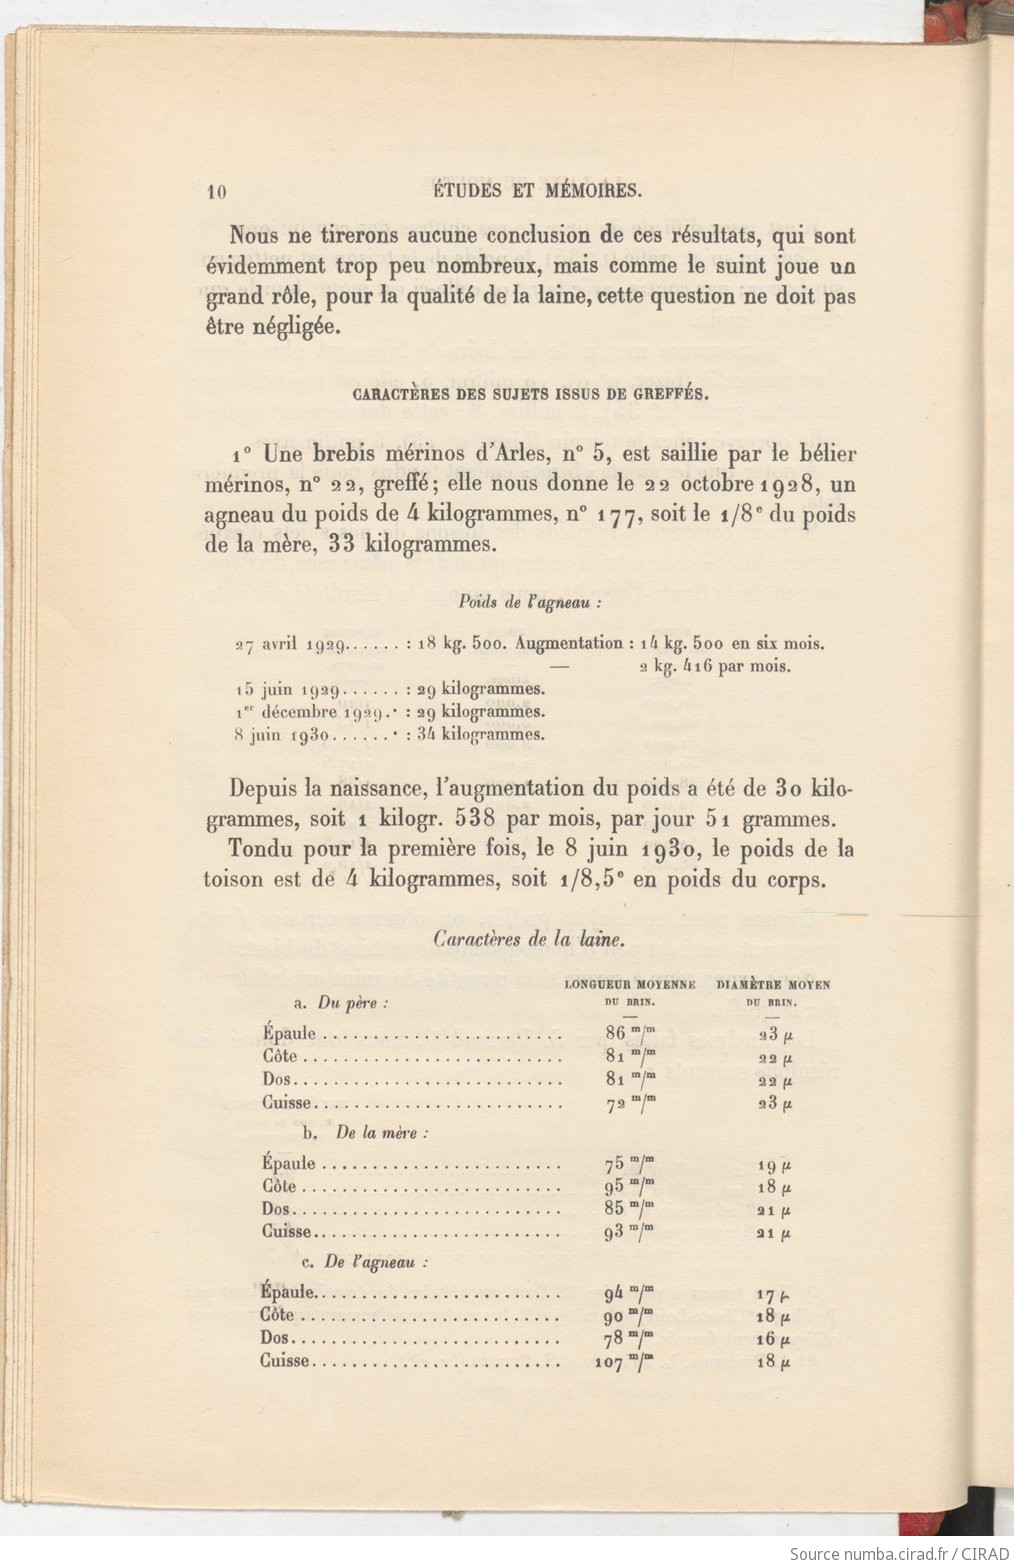 10 ÉTUDES ET MÉMOIRES.
Nous ne tirerons aucune conclusion de ces résultats, qui sont
évidemment trop peu nombreux, mais comme le suint joue un
grand rôle, pour la qualité de la laine, cette question ne doit pas
être négligée.
CARACTÈRES DES SUJETS ISSUS DE GREFFÉS.
1° Une brebis mérinos d'Arles, n° 5, est saillie par le bélier
mérinos, n° 22, greffé; elle nous donne le 22 octobre 1928, un
agneau du poids de 4 kilogrammes, n° 177, soit le 1/8e du poids
de la mère, 33 kilogrammes.
Poids de l'agneau :
27 avril 1929...... : 18 kg. 500. Augmentation : 14 kg. 500 en six mois.
— 2 kg. 416 par mois.
15 juin 1929...... : 29 kilogrammes.
1er décembre 1929.. : 29 kilogrammes.
8 juin 1930....... : 34 kilogrammes.
Depuis la naissance, l'augmentation du poids a été de 30 kilo-
grammes, soit 1 kilogr. 538 par mois, par jour 51 grammes.
Tondu pour la première fois, le 8 juin 1930, le poids de la
toison est de 4 kilogrammes, soit 1/8,5e en poids du corps.
Caractères de la laine.
LONGUEUR MOYENNE DIAMÈTRE MOYEN
a. Du père : DU BRIN. DU BRIN.
Épaule ........................ 86 m/m 23 μ
Côte .......................... 81 m/m 22 μ
Dos........................... 81 m/m 22 μ
Cuisse......................... 72 m/m 23 μ
b. De la mère :
Épaule ........................ 75 m/m 19 μ
Côte .......................... 95 m/m 18 μ
Dos........................... 85 m/m 21 μ
Cuisse......................... 93 m/m 21 μ
c. De l'agneau :
Épaule......................... 94 m/m 17 μ
Côte .......................... 90 m/m 18 μ
Dos........................... 78 m/m 16 μ
Cuisse......................... 107 m/m 18 μ
Source numba.cirad.fr / CIRAD